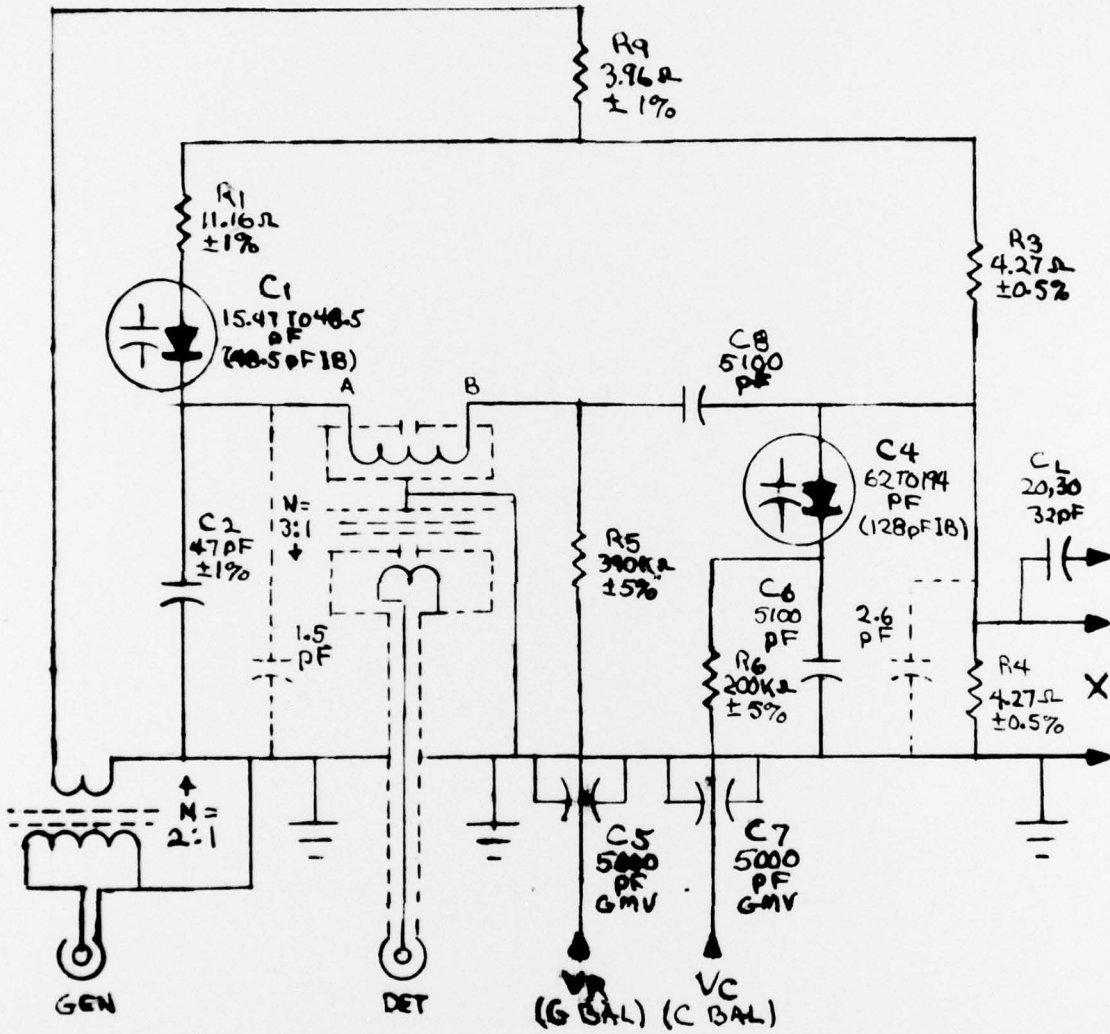 R9
3.96Ω
± 1%
R1
11.16Ω
±1%
R3
4.27Ω
±0.5%
C1
15.47 TO 48.5
pF
(48.5 pF IB)
C8
5100
pF
A
B
C4
62 TO 194
PF
(128pF IB)
CL
20,30
32pF
N=
3:1
C2
47pF
±1%
R5
390KΩ
±5%
C6
5100
pF
2.6
pF
1.5
pF
R6
200KΩ
±5%
R4
4.27Ω
±0.5%
X
N=
2:1
C5
pF
GMV
C7
5000
PF
GMV
GEN
DET
(G BAL)
VC
(C BAL)